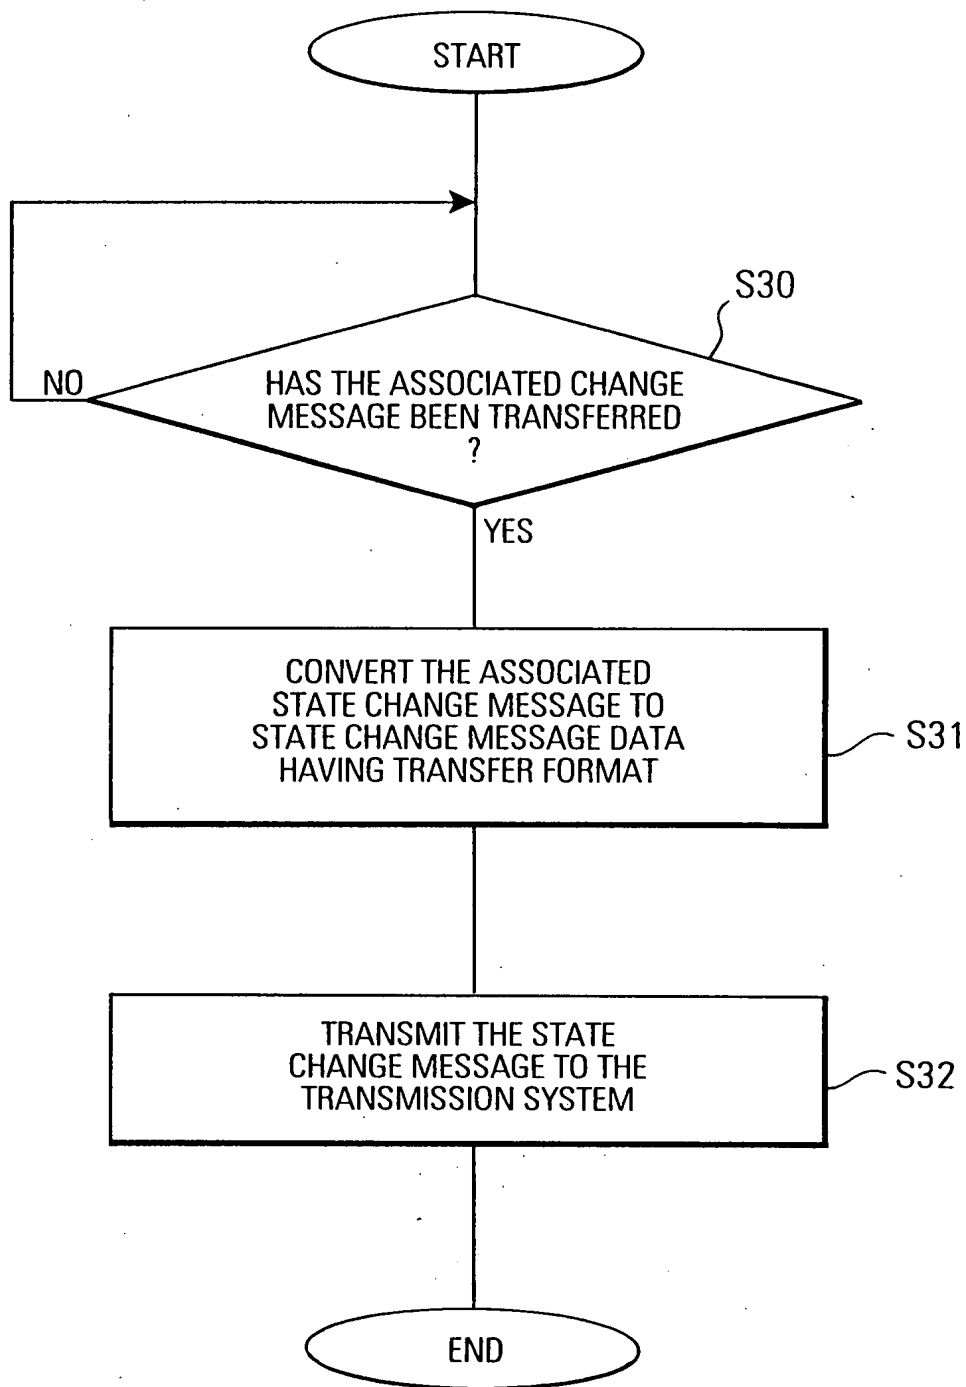 START
S30
NO
HAS THE ASSOCIATED CHANGE
MESSAGE BEEN TRANSFERRED
?
YES
CONVERT THE ASSOCIATED
STATE CHANGE MESSAGE TO
STATE CHANGE MESSAGE DATA
HAVING TRANSFER FORMAT
S31
TRANSMIT THE STATE
CHANGE MESSAGE TO THE
TRANSMISSION SYSTEM
S32
END